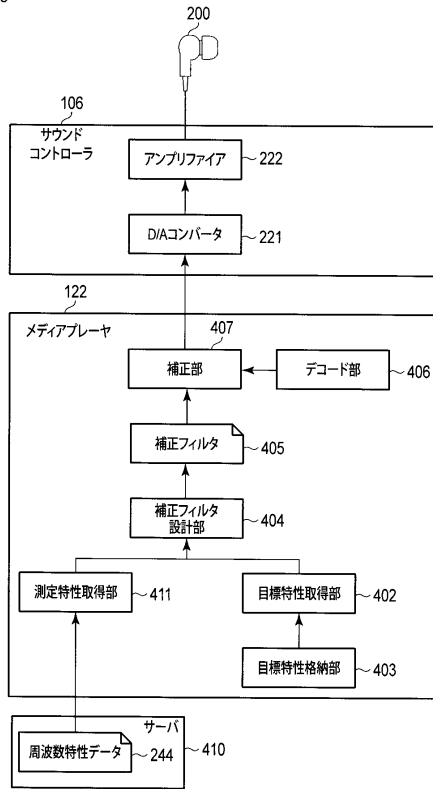 200
106
サウンド
コントローラ
アンプリファイア
222
D/Aコンバータ
221
122
メディアプレーヤ
407
補正部
デコード部
406
補正フィルタ
405
補正フィルタ
設計部
404
測定特性取得部
411
目標特性取得部
402
目標特性格納部
403
サーバ
周波数特性データ
244
410